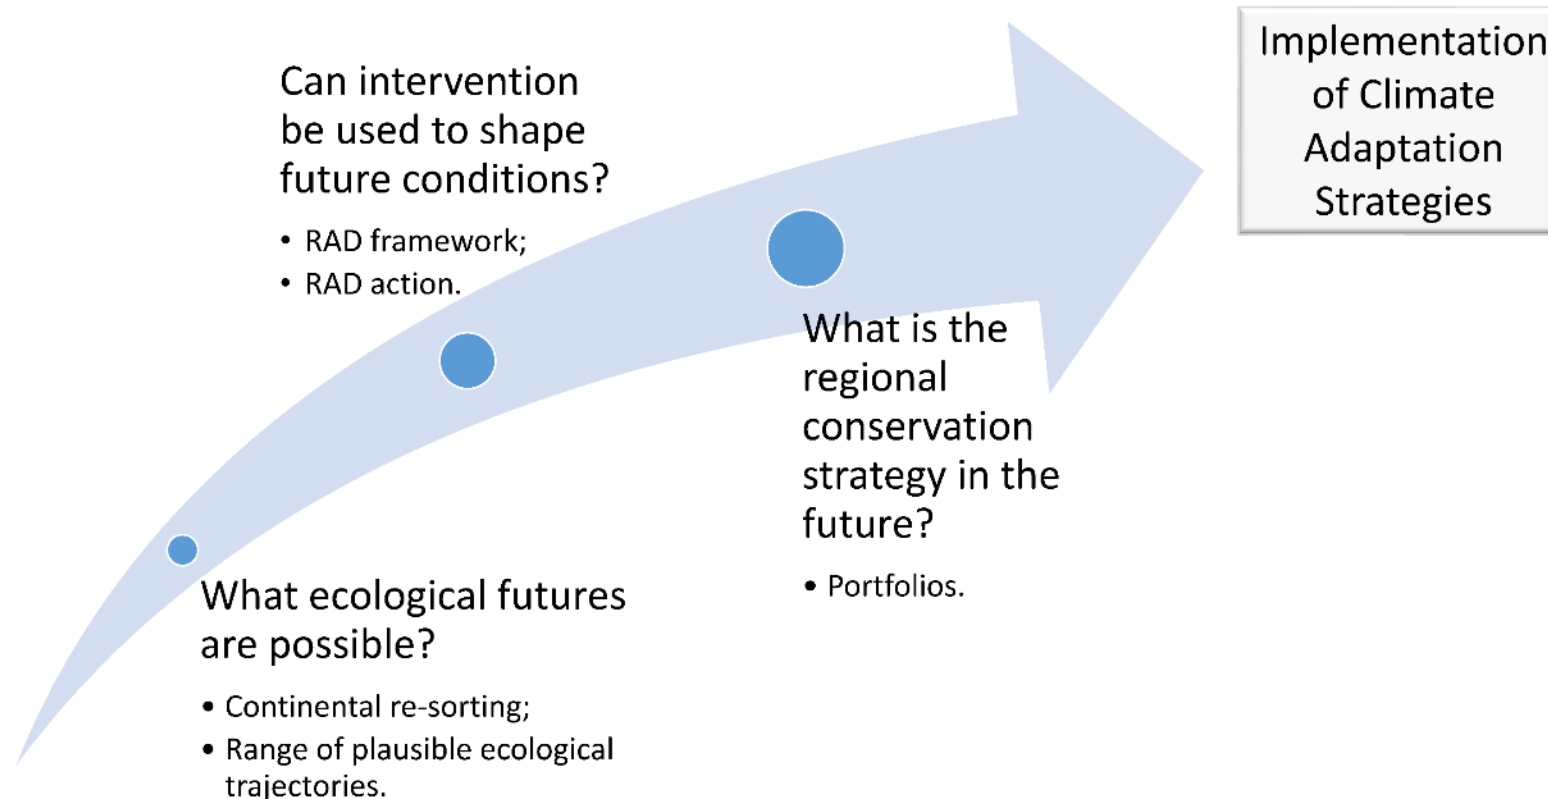 Can intervention
be used to shape
future conditions?
• RAD framework;
• RAD action.
Implementation
of Climate
Adaptation
Strategies
What is the
regional
conservation
strategy in the
future?
• Portfolios.
What ecological futures
are possible?
• Continental re-sorting;
• Range of plausible ecological
trajectories.